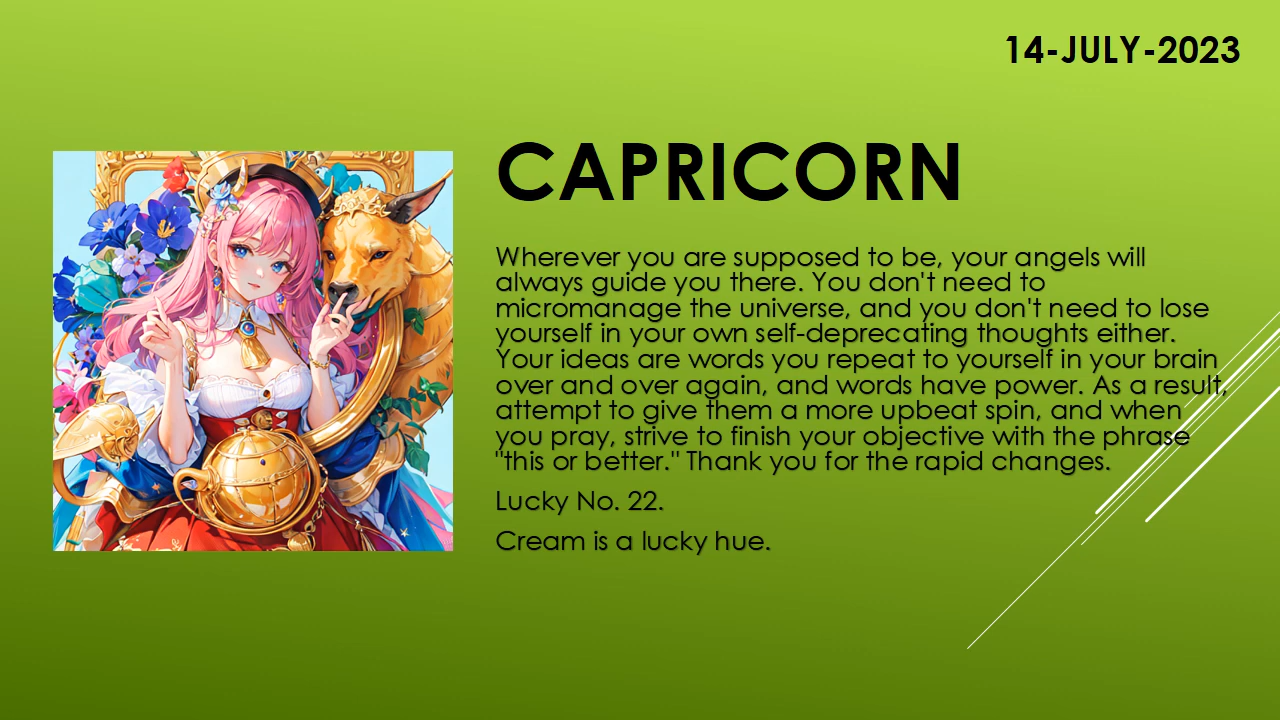 14-JULY-2023
CAPRICORN
Wherever you are supposed to be, your angels will
always guide you there. You don't need to
micromanage the universe, and you don't need to lose
yourself in your own self-deprecating thoughts either.
Your ideas are words you repeat to yourself in your brain
over and over again, and words have power. As a result,
attempt to give them a more upbeat spin, and when
you pray, strive to finish your objective with the phrase
"this or better." Thank you for the rapid changes.
Lucky No. 22.
Cream is a lucky hue.